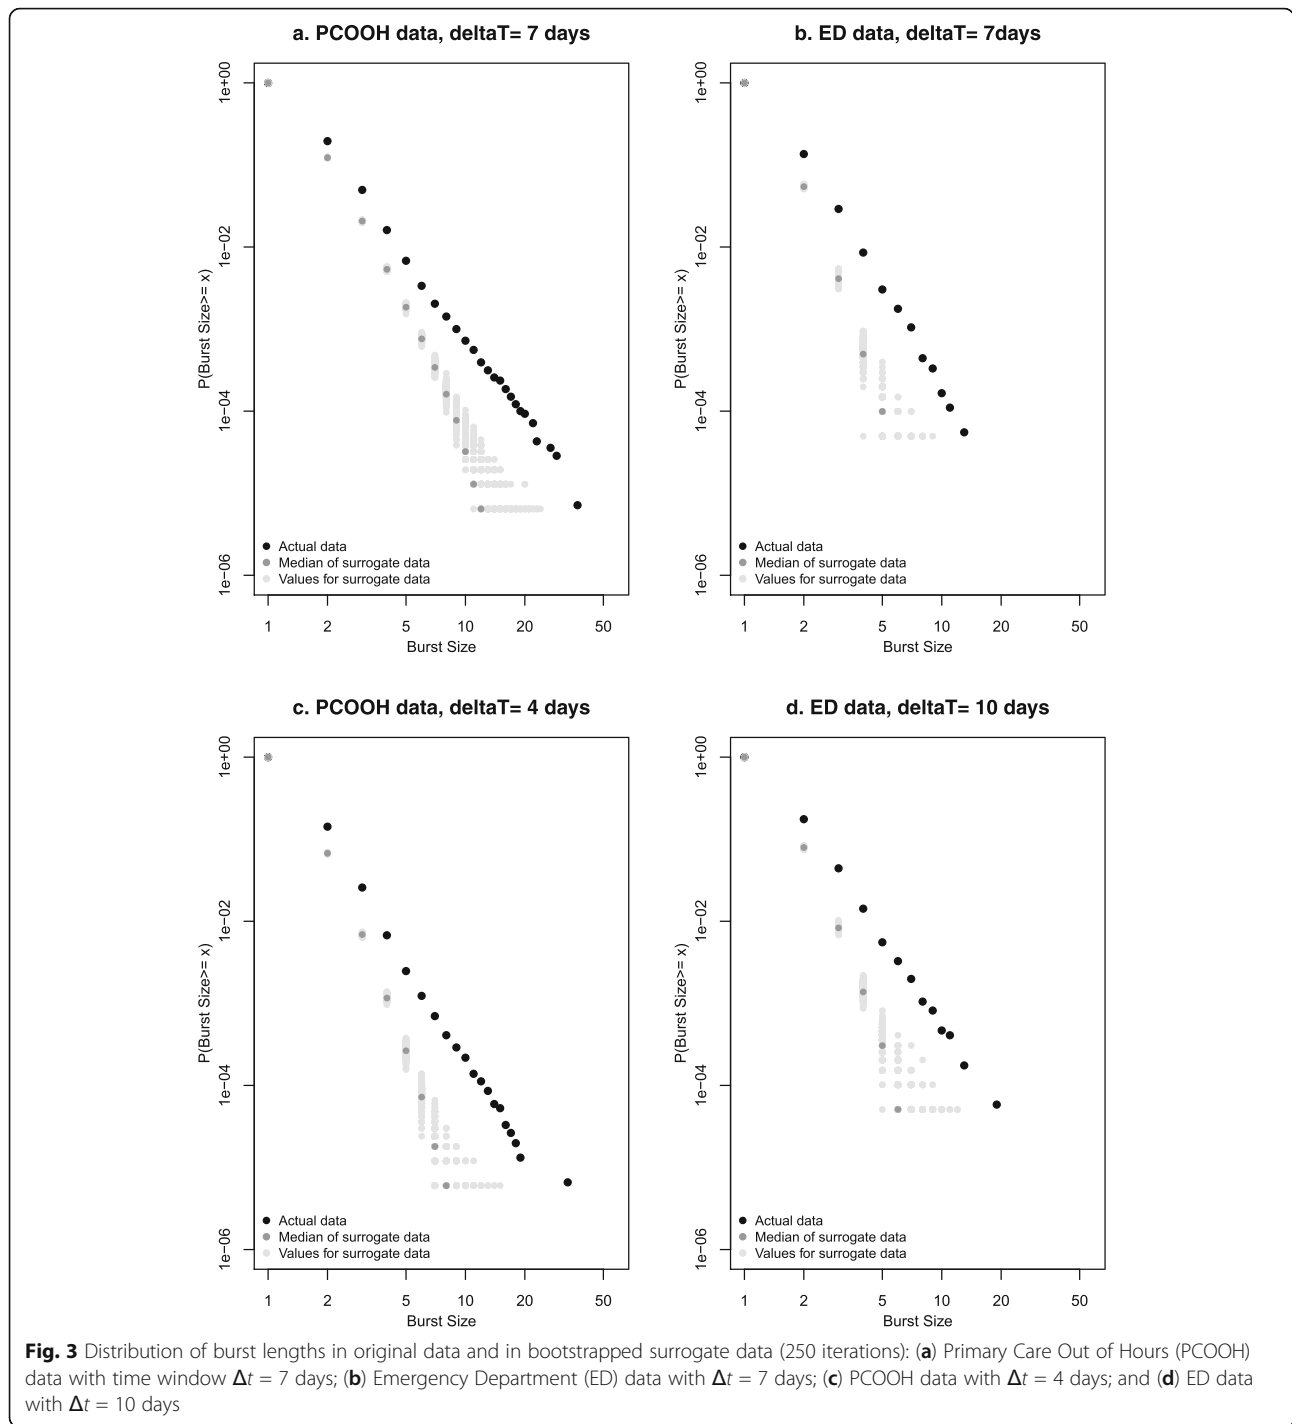 a. PCOOH data, deltaT= 7 days
P(Burst Size>= x)
1e+00
1e−02
1e−04
1e−06
Actual data
Median of surrogate data
Values for surrogate data
1 2 5 10 20 50
Burst Size
b. ED data, deltaT= 7days
P(Burst Size>= x)
1e+00
1e−02
1e−04
1e−06
Actual data
Median of surrogate data
Values for surrogate data
1 2 5 10 20 50
Burst Size
c. PCOOH data, deltaT= 4 days
P(Burst Size>= x)
1e+00
1e−02
1e−04
1e−06
Actual data
Median of surrogate data
Values for surrogate data
1 2 5 10 20 50
Burst Size
d. ED data, deltaT= 10 days
P(Burst Size>= x)
1e+00
1e−02
1e−04
1e−06
Actual data
Median of surrogate data
Values for surrogate data
1 2 5 10 20 50
Burst Size
Fig. 3 Distribution of burst lengths in original data and in bootstrapped surrogate data (250 iterations): (a) Primary Care Out of Hours (PCOOH)
data with time window Δt = 7 days; (b) Emergency Department (ED) data with Δt = 7 days; (c) PCOOH data with Δt = 4 days; and (d) ED data
with Δt = 10 days